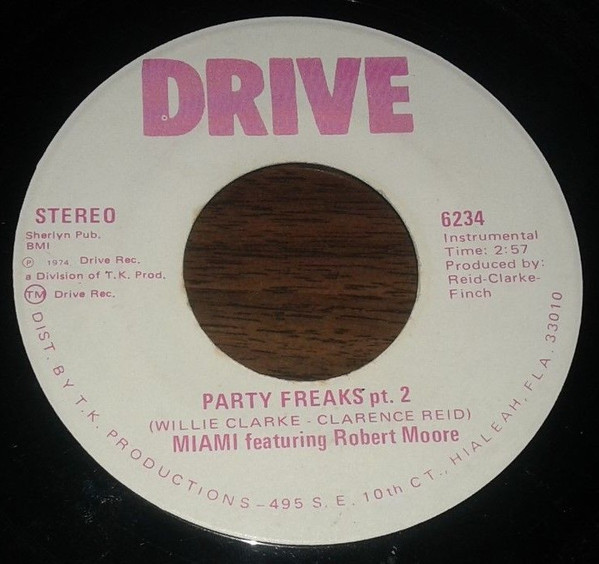 DRIVE
STEREO
Sherlyn Pub.
BMI
Ⓟ 1974 Drive Rec.
a Division of T.K. Prod.
TM Drive Rec.
6234
Instrumental
Time: 2:57
Produced by:
Reid-Clarke-
Finch
PARTY FREAKS pt. 2
(WILLIE CLARKE - CLARENCE REID)
MIAMI featuring Robert Moore
DIST. BY T.K. PRODUCTIONS-495 S.E. 10th CT., HIALEAH, FLA. 33010